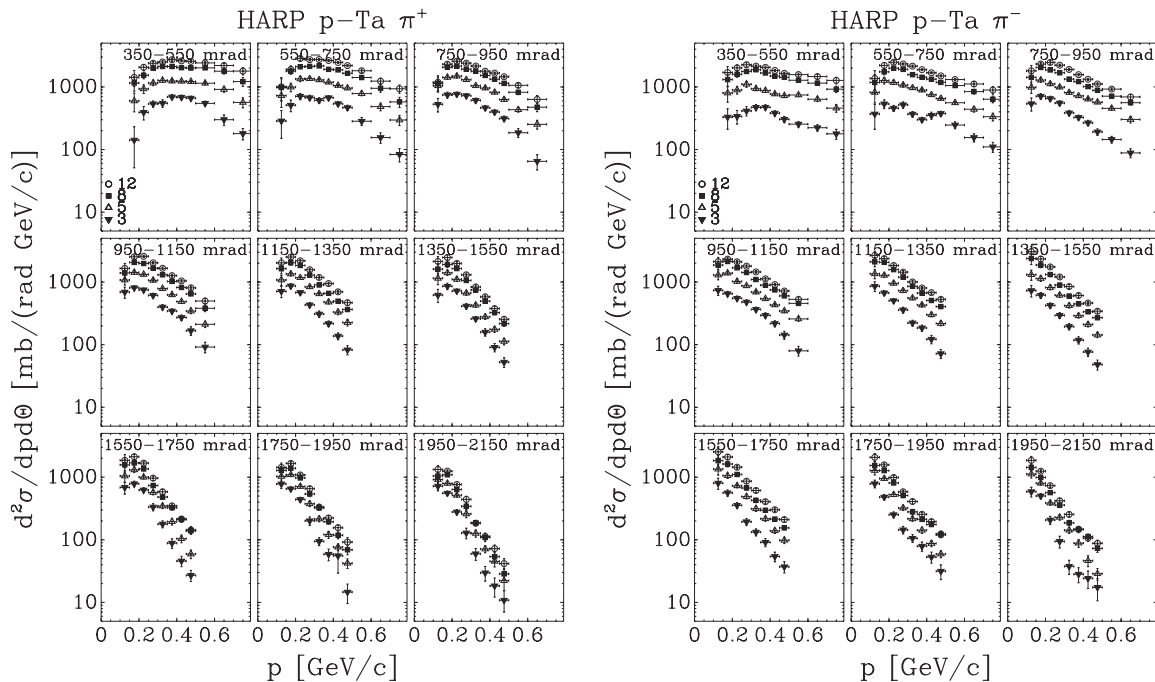 HARP p−Ta π⁺
d²σ/dpdΘ [mb/(rad GeV/c)]
350−550 mrad
550−750 mrad
750−950 mrad
1000
100
10
12
8
5
3
950−1150 mrad
1150−1350 mrad
1350−1550 mrad
1000
100
10
1550−1750 mrad
1750−1950 mrad
1950−2150 mrad
1000
100
10
0 0.2 0.4 0.6 0 0.2 0.4 0.6 0 0.2 0.4 0.6
p [GeV/c]
HARP p−Ta π⁻
d²σ/dpdΘ [mb/(rad GeV/c)]
350−550 mrad
550−750 mrad
750−950 mrad
1000
100
10
12
8
5
3
950−1150 mrad
1150−1350 mrad
1350−1550 mrad
1000
100
10
1550−1750 mrad
1750−1950 mrad
1950−2150 mrad
1000
100
10
0 0.2 0.4 0.6 0 0.2 0.4 0.6 0 0.2 0.4 0.6
p [GeV/c]